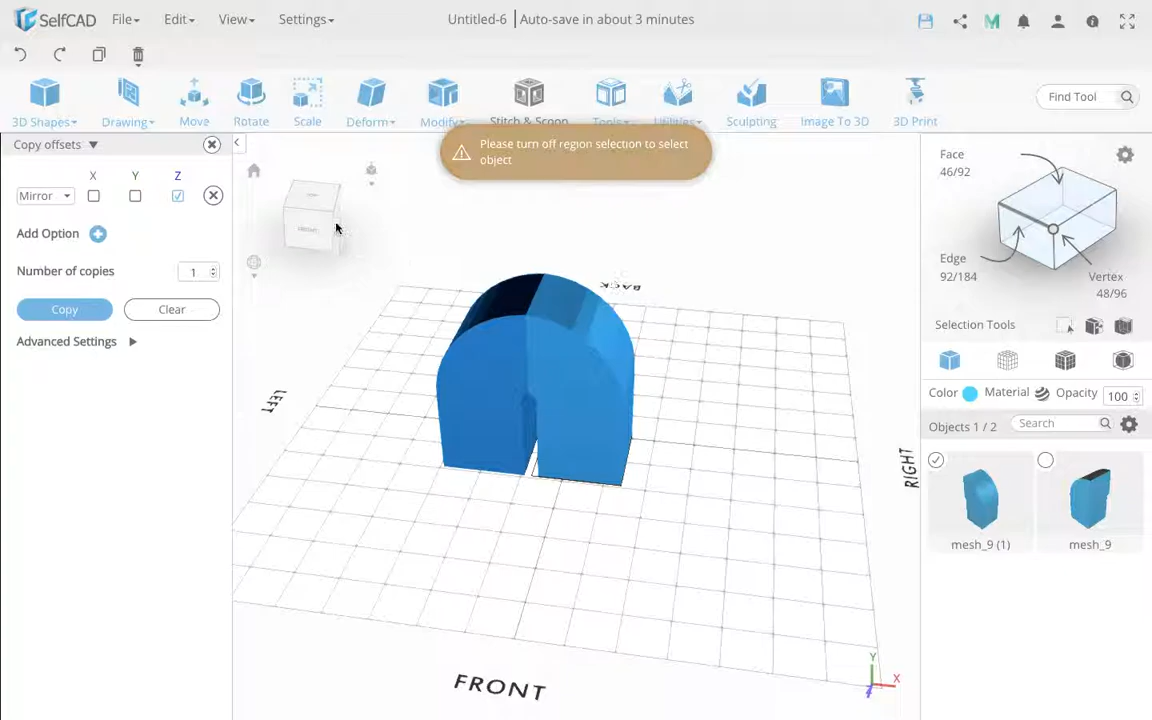 SelfCAD File Edit View Settings Untitled-6 Auto-save in about 3 minutes
3D Shapes Drawing Move Rotate Scale Deform Modify Stitch & Scoop Tools Utilities Sculpting Image To 3D 3D Print Find Tool
Copy offsets
Please turn off region selection to select
object
X Y Z
Mirror
Add Option
Number of copies 1
Copy Clear
Advanced Settings
FRONT
BACK
LEFT
RIGHT
FRONT
Y
X
Face
46/92
Edge
92/184
Vertex
48/96
Selection Tools
Color Material Opacity 100
Objects 1 / 2 Search
mesh_9 (1) mesh_9